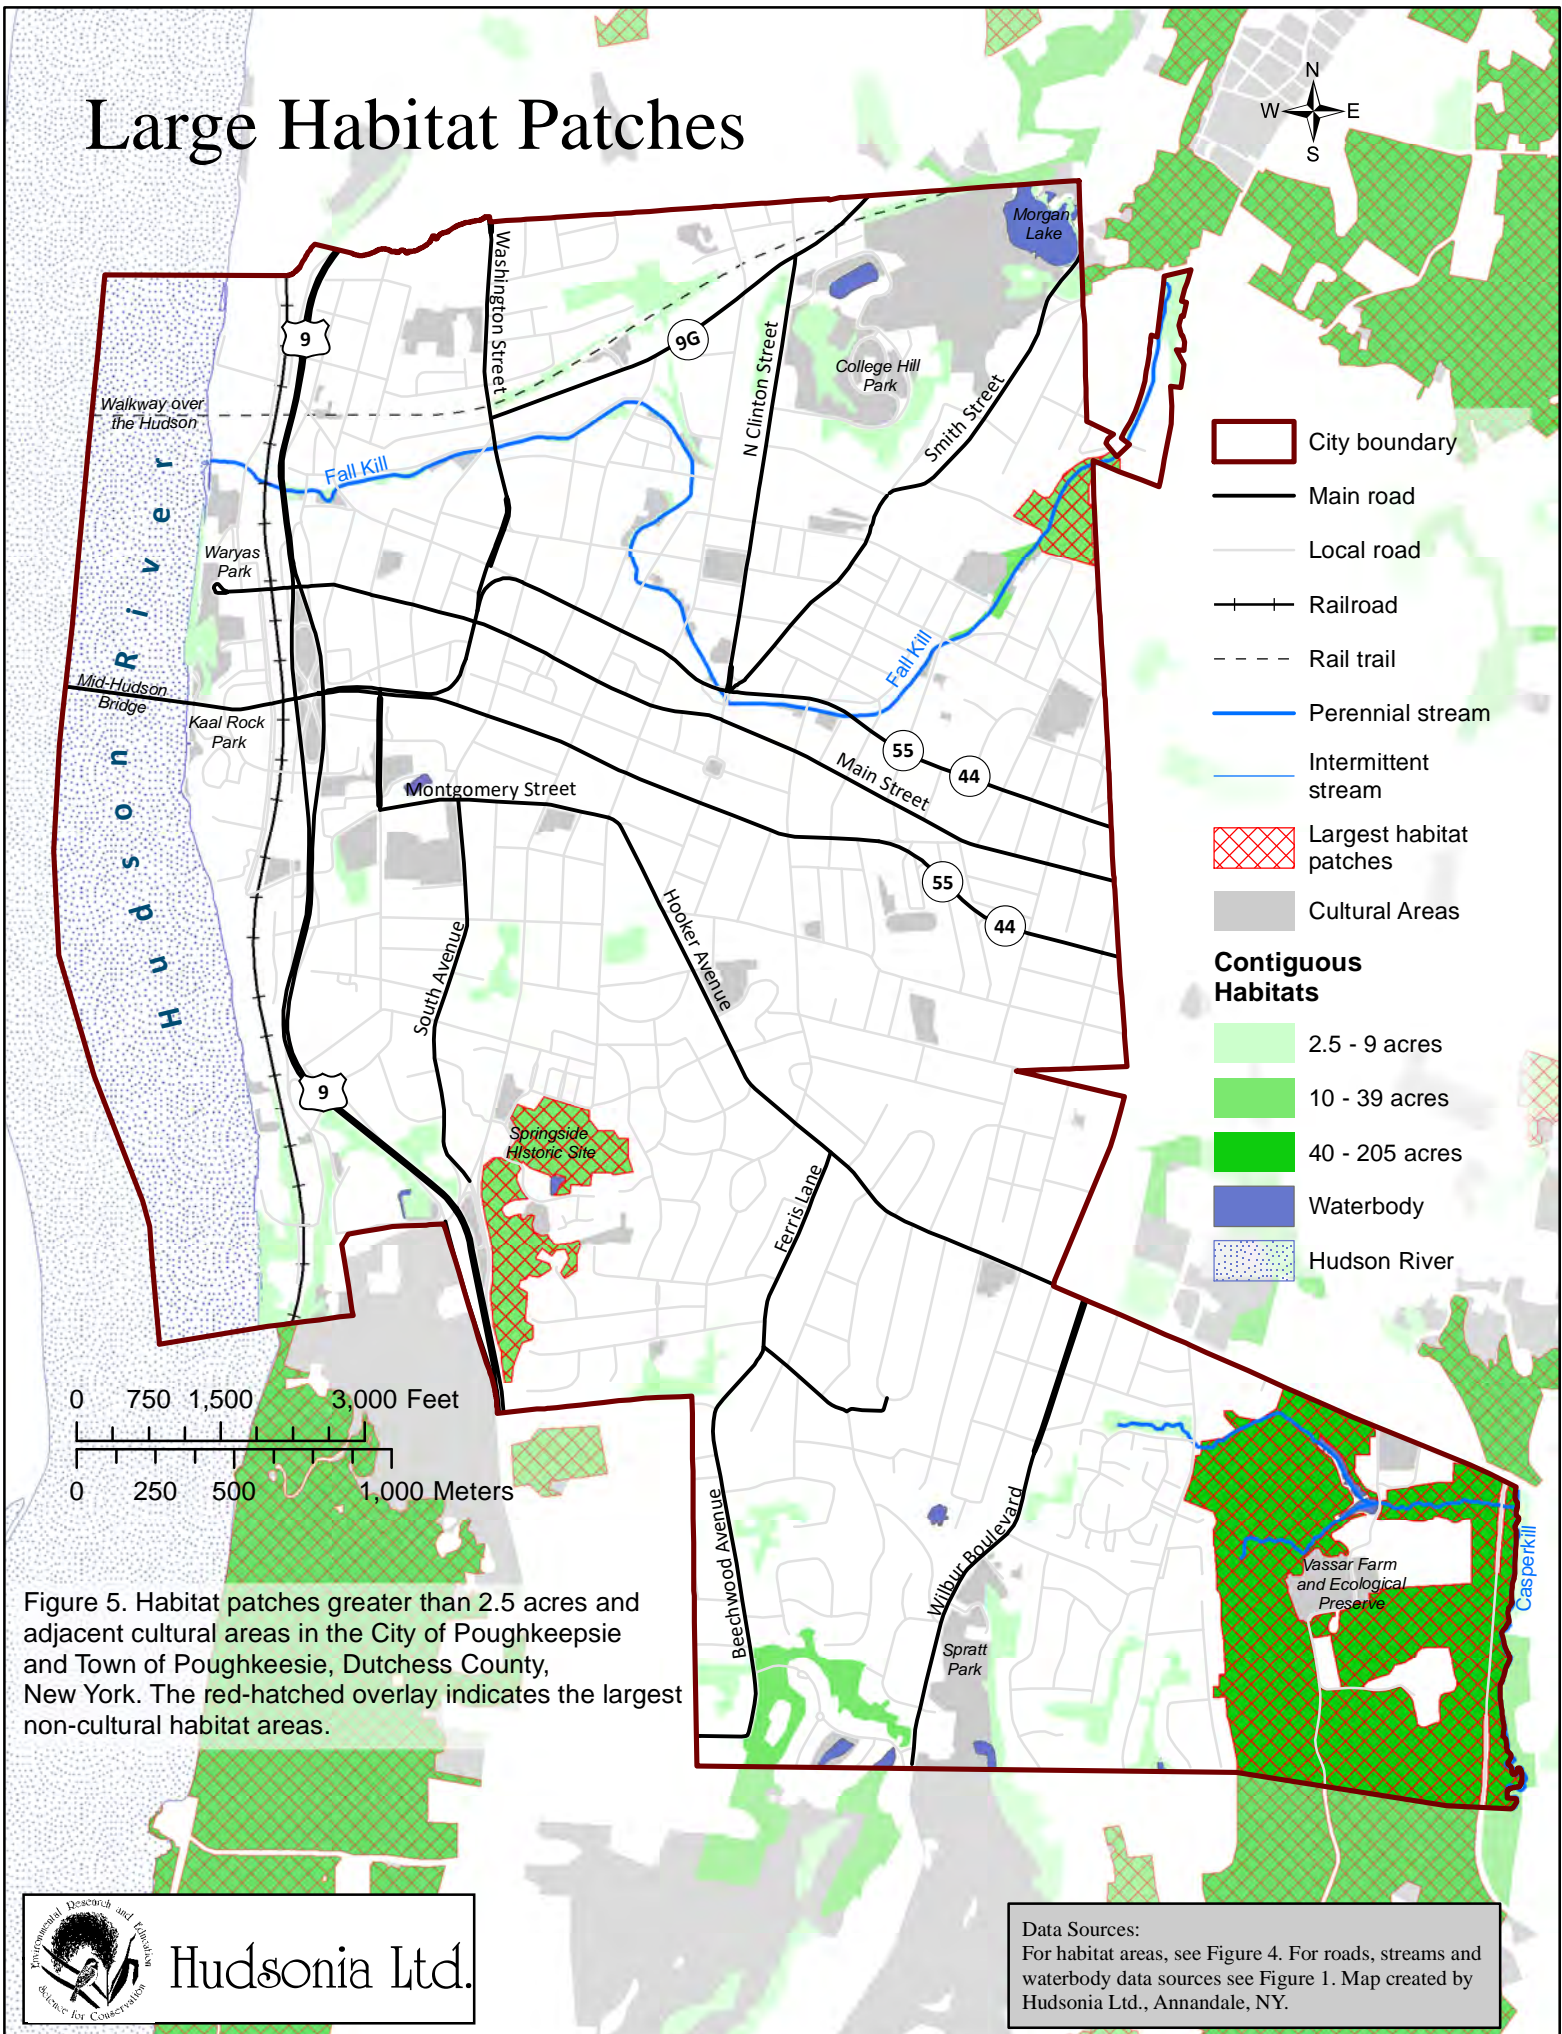 Large Habitat Patches
N
W
E
S
Morgan
Lake
Washington Street
9
9G
N Clinton Street
College Hill
Park
Smith Street
Walkway over
the Hudson
Fall Kill
Hudson River
Waryas
Park
Fall Kill
Mid-Hudson
Bridge
Kaal Rock
Park
55
44
Main Street
Montgomery Street
55
44
Hooker Avenue
South Avenue
9
Springside
HIstoric Site
Ferris Lane
Beechwood Avenue
Wilbur Boulevard
Spratt
Park
Vassar Farm
and Ecological
Preserve
Casperkill
City boundary
Main road
Local road
Railroad
Rail trail
Perennial stream
Intermittent
stream
Largest habitat
patches
Cultural Areas
Contiguous
Habitats
2.5 - 9 acres
10 - 39 acres
40 - 205 acres
Waterbody
Hudson River
0 750 1,500 3,000 Feet
0 250 500 1,000 Meters
Figure 5. Habitat patches greater than 2.5 acres and
adjacent cultural areas in the City of Poughkeepsie
and Town of Poughkeesie, Dutchess County,
New York. The red-hatched overlay indicates the largest
non-cultural habitat areas.
Environmental Research and Education
Science for Conservation
Hudsonia Ltd.
Data Sources:
For habitat areas, see Figure 4. For roads, streams and
waterbody data sources see Figure 1. Map created by
Hudsonia Ltd., Annandale, NY.